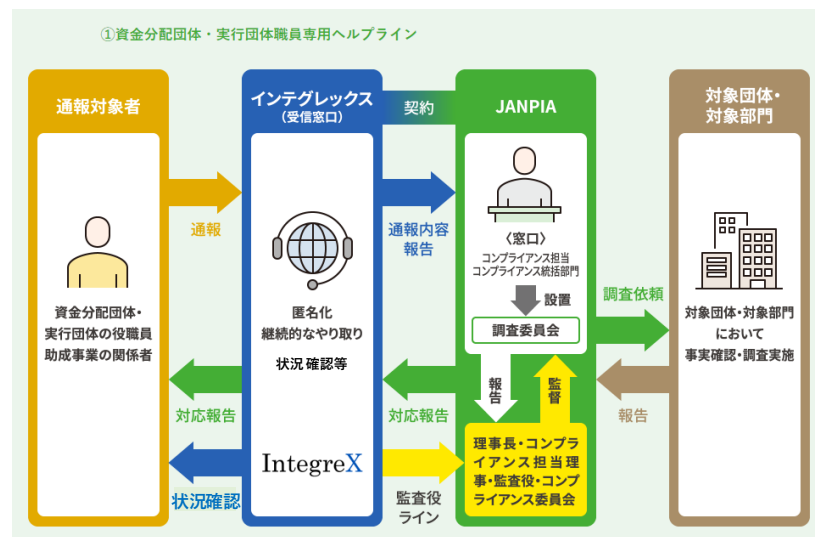 ①資金分配団体・実行団体職員専用ヘルプライン
通報対象者
資金分配団体・
実行団体の役職員
助成事業の関係者
通報
対応報告
状況確認
インテグレックス
(受信窓口)
匿名化
継続的なやり取り
状況確認等
IntegreX
契約
通報内容
報告
対応報告
監査役
ライン
JANPIA
〈窓口〉
コンプライアンス担当
コンプライアンス統括部門
設置
調査委員会
報告
監督
理事長・コンプラ
イアンス担当理
事・監査役・コンプ
ライアンス委員会
調査依頼
報告
対象団体・
対象部門
対象団体・対象部門
において
事実確認・調査実施